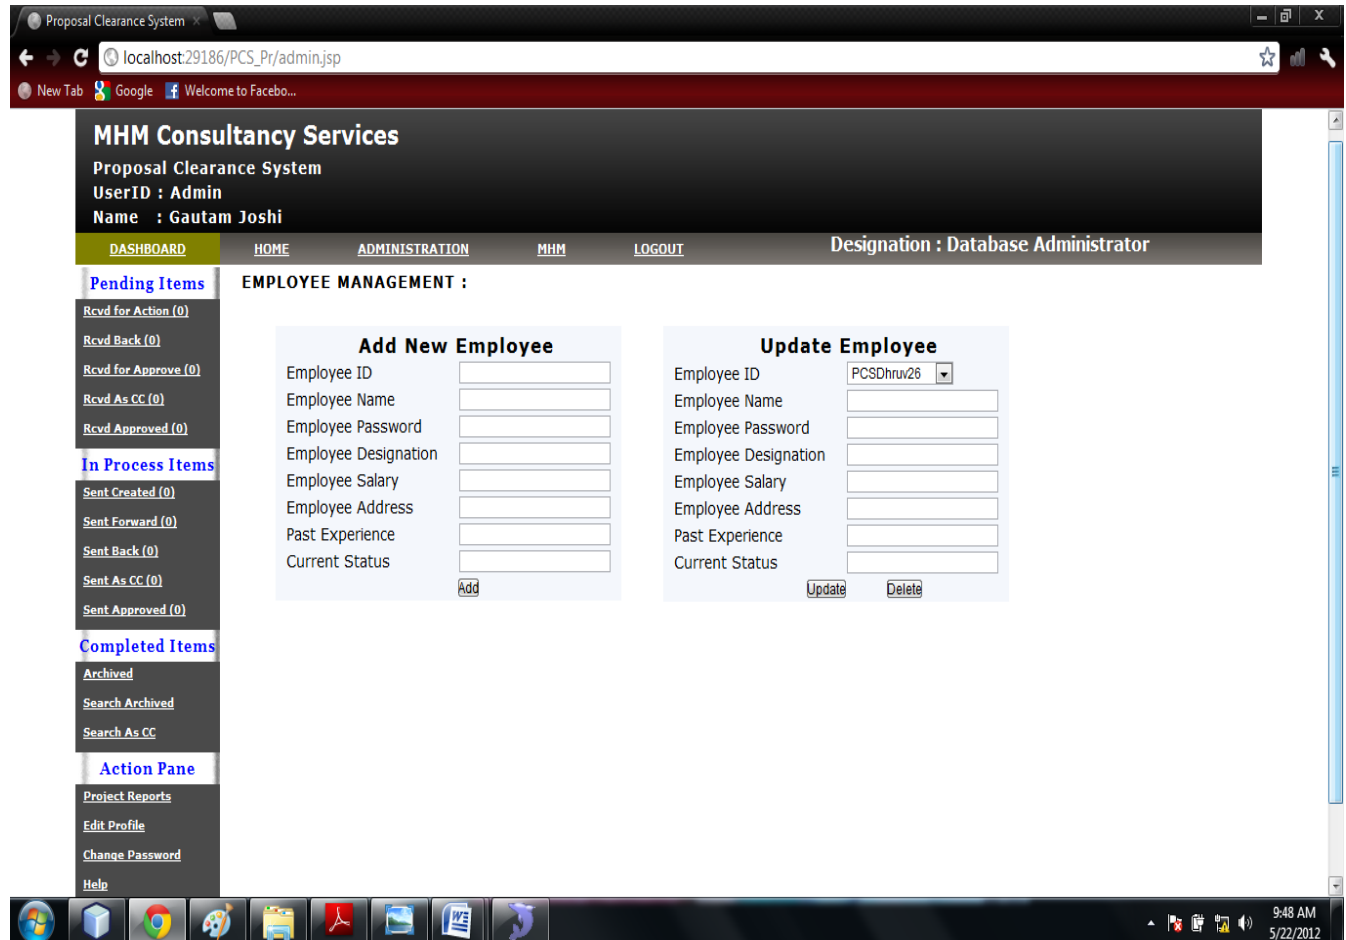 Proposal Clearance System
localhost:29186/PCS_Pr/admin.jsp
New Tab Google Welcome to Facebo...
MHM Consultancy Services
Proposal Clearance System
UserID : Admin
Name : Gautam Joshi
DASHBOARD HOME ADMINISTRATION MHM LOGOUT Designation : Database Administrator
Pending Items
Rcvd for Action (0)
Rcvd Back (0)
Rcvd for Approve (0)
Rcvd As CC (0)
Rcvd Approved (0)
In Process Items
Sent Created (0)
Sent Forward (0)
Sent Back (0)
Sent As CC (0)
Sent Approved (0)
Completed Items
Archived
Search Archived
Search As CC
Action Pane
Project Reports
Edit Profile
Change Password
Help
EMPLOYEE MANAGEMENT :
Add New Employee
Employee ID
Employee Name
Employee Password
Employee Designation
Employee Salary
Employee Address
Past Experience
Current Status
Add
Update Employee
Employee ID PCSDhruv26
Employee Name
Employee Password
Employee Designation
Employee Salary
Employee Address
Past Experience
Current Status
Update Delete
9:48 AM
5/22/2012